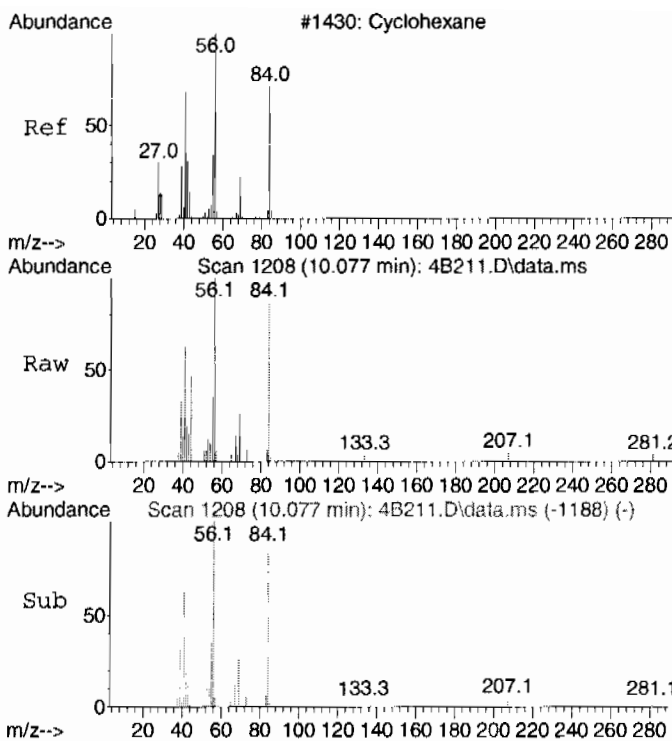 Abundance #1430: Cyclohexane
56.0
84.0
Ref 50
27.0
0
m/z--> 20 40 60 80 100 120 140 160 180 200 220 240 260 280
Abundance Scan 1208 (10.077 min): 4B211.D\data.ms
56.1 84.1
Raw 50
133.3 207.1 281.2
0
m/z--> 20 40 60 80 100 120 140 160 180 200 220 240 260 280
Abundance Scan 1208 (10.077 min): 4B211.D\data.ms (-1188) (-)
56.1 84.1
Sub 50
133.3 207.1 281.1
0
m/z--> 20 40 60 80 100 120 140 160 180 200 220 240 260 280